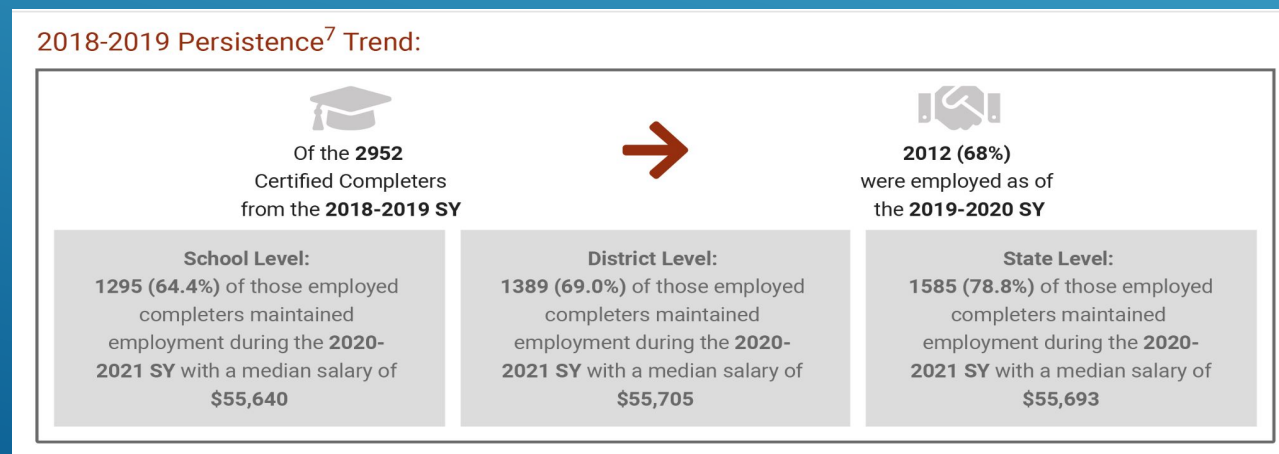 2018-2019 Persistence7 Trend:
Of the 2952
Certified Completers
from the 2018-2019 SY
2012 (68%)
were employed as of
the 2019-2020 SY
School Level:
1295 (64.4%) of those employed
completers maintained
employment during the 2020-
2021 SY with a median salary of
$55,640
District Level:
1389 (69.0%) of those employed
completers maintained
employment during the 2020-
2021 SY with a median salary of
$55,705
State Level:
1585 (78.8%) of those employed
completers maintained
employment during the 2020-
2021 SY with a median salary of
$55,693